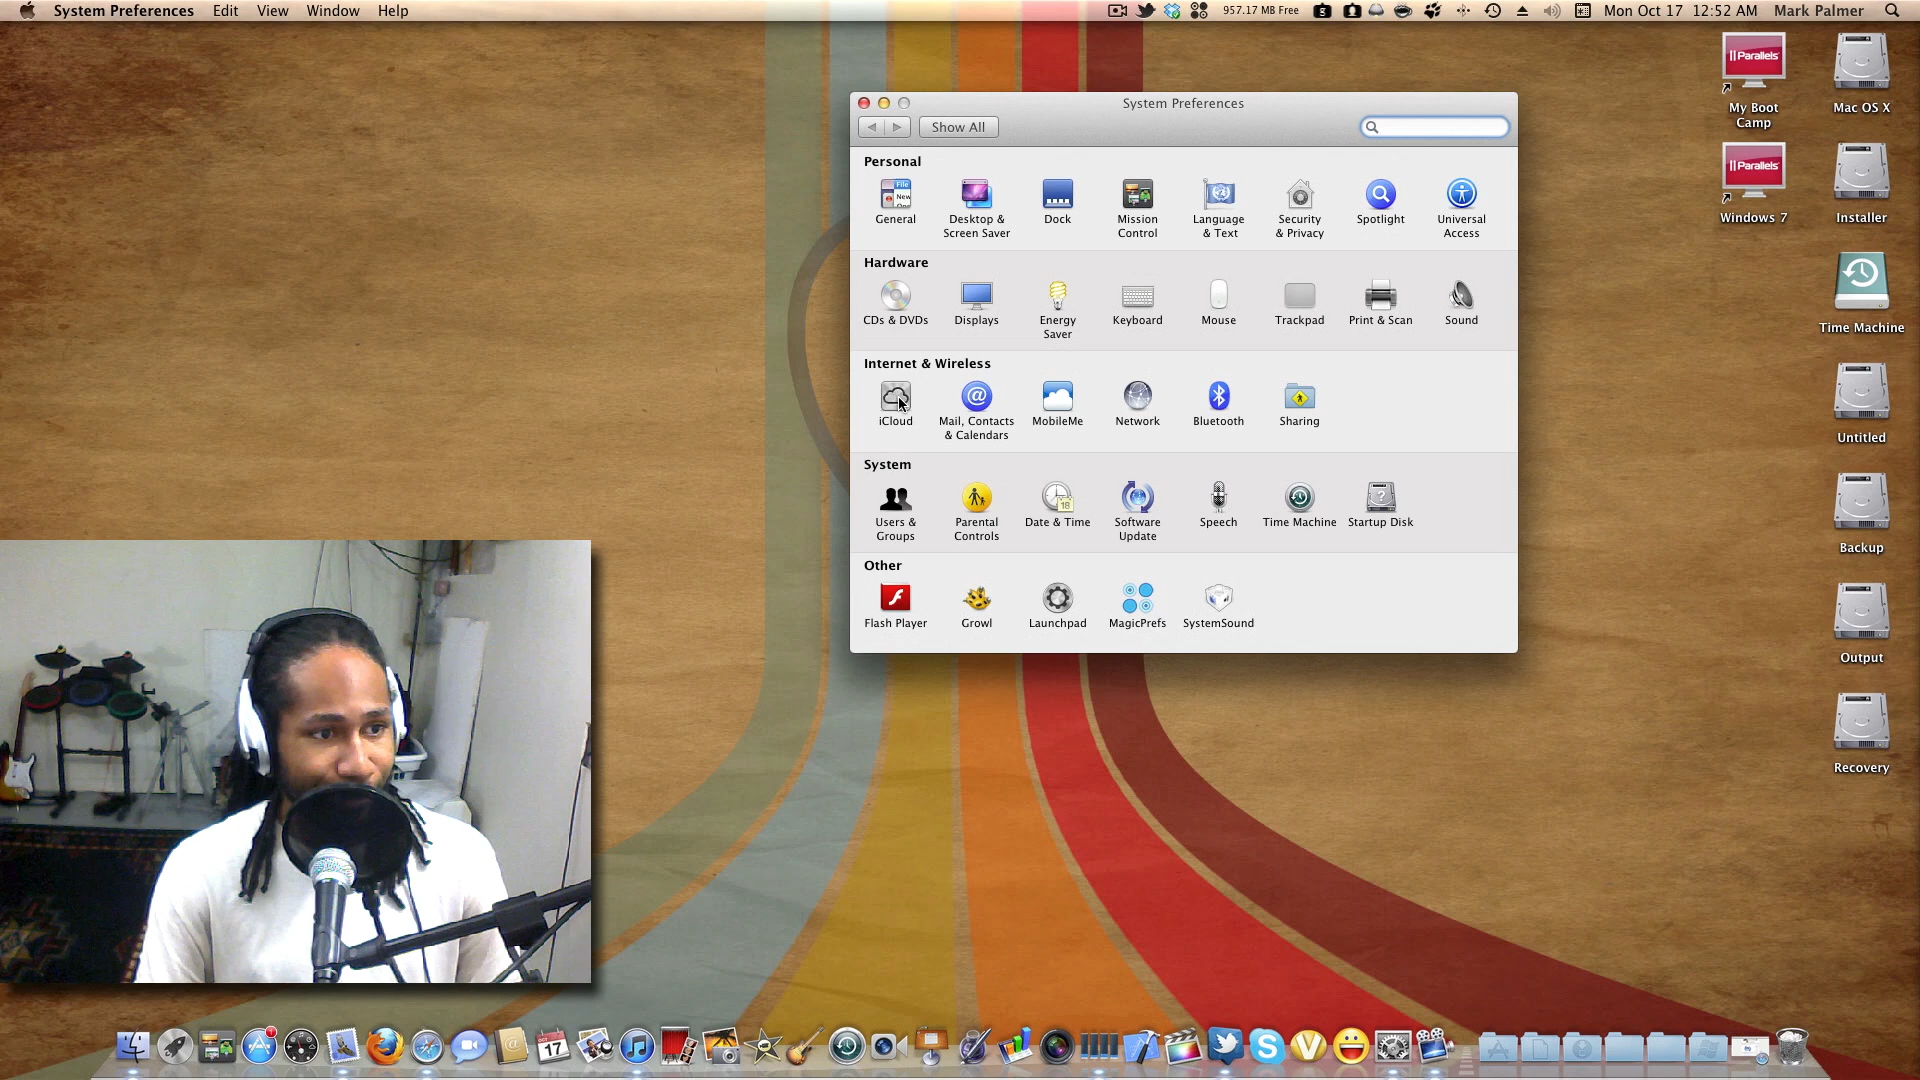 System Preferences Edit View Window Help
957.17 MB Free
Mon Oct 17 12:52 AM Mark Palmer
System Preferences
Show All
Personal
General
Desktop &
Screen Saver
Dock
Mission
Control
Language
& Text
Security
& Privacy
Spotlight
Universal
Access
Hardware
CDs & DVDs
Displays
Energy
Saver
Keyboard
Mouse
Trackpad
Print & Scan
Sound
Internet & Wireless
iCloud
Mail, Contacts
& Calendars
MobileMe
Network
Bluetooth
Sharing
System
Users &
Groups
Parental
Controls
Date & Time
Software
Update
Speech
Time Machine
Startup Disk
Other
Flash Player
Growl
Launchpad
MagicPrefs
SystemSound
|| Parallels
My Boot
Camp
Mac OS X
|| Parallels
Windows 7
Installer
Time Machine
Untitled
Backup
Output
Recovery
File
New
18
17